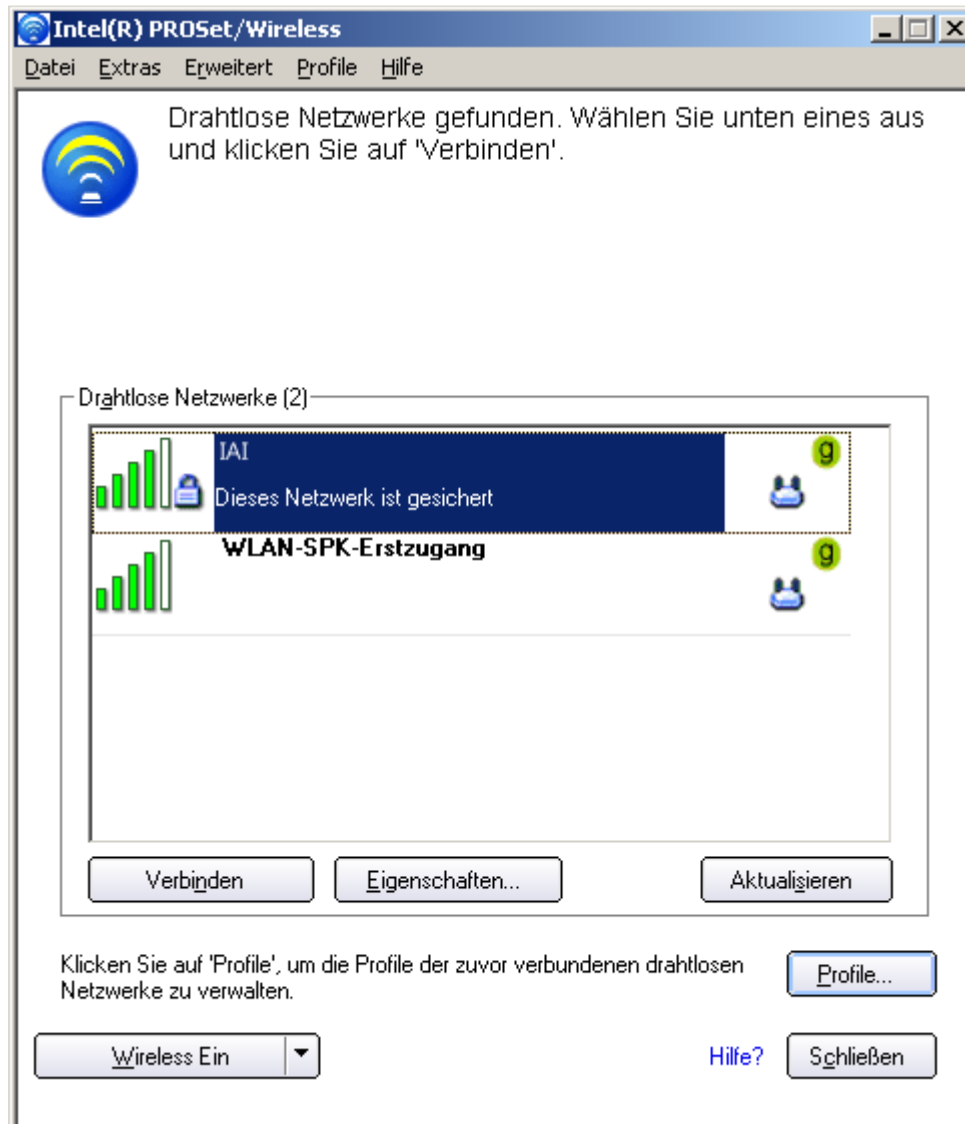 Intel(R) PROSet/Wireless
Datei Extras Erweitert Profile Hilfe
Drahtlose Netzwerke gefunden. Wählen Sie unten eines aus
und klicken Sie auf 'Verbinden'.
Drahtlose Netzwerke (2)
IAI
g
Dieses Netzwerk ist gesichert
WLAN-SPK-Erstzugang
g
Verbinden Eigenschaften... Aktualisieren
Klicken Sie auf 'Profile', um die Profile der zuvor verbundenen drahtlosen
Netzwerke zu verwalten.
Profile...
Wireless Ein Hilfe? Schließen